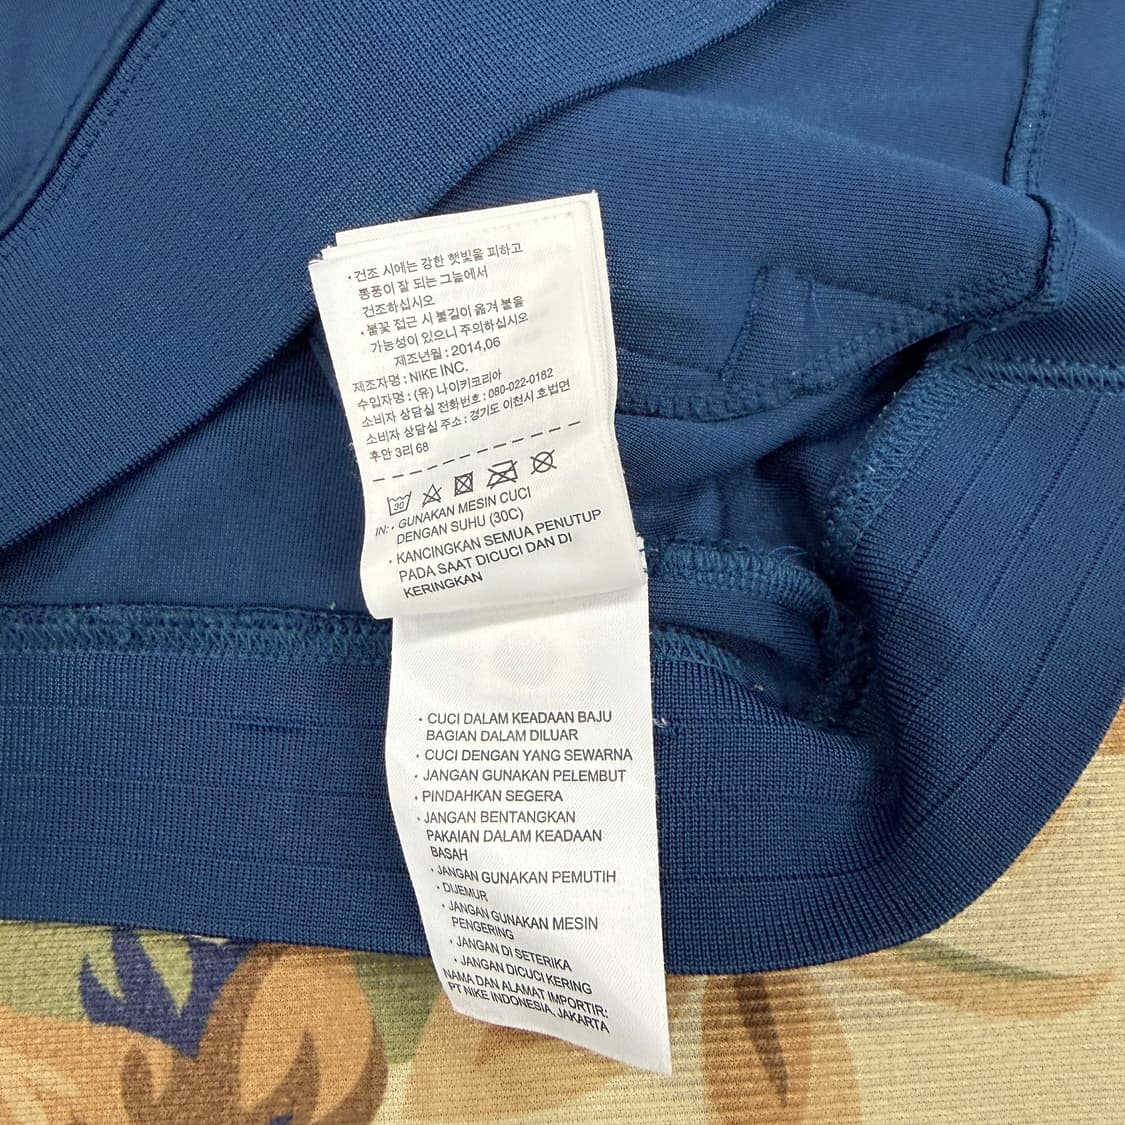 • 건조 시에는 강한 햇빛을 피하고
통풍이 잘 되는 그늘에서
건조하십시오
• 불꽃 접근 시 불길이 옮겨 붙을
가능성이 있으니 주의하십시오
제조년월 : 2014,06
제조자명 : NIKE INC.
수입자명 : (유) 나이키코리아
소비자 상담실 전화번호 : 080-022-0182
소비자 상담실 주소 : 경기도 이천시 호법면
후안 3리 68
30
IN: • GUNAKAN MESIN CUCI
DENGAN SUHU (30C)
• KANCINGKAN SEMUA PENUTUP
PADA SAAT DICUCI DAN DI
KERINGKAN
• CUCI DALAM KEADAAN BAJU
BAGIAN DALAM DILUAR
• CUCI DENGAN YANG SEWARNA
• JANGAN GUNAKAN PELEMBUT
• PINDAHKAN SEGERA
• JANGAN BENTANGKAN
PAKAIAN DALAM KEADAAN
BASAH
• JANGAN GUNAKAN PEMUTIH
• DIJEMUR
• JANGAN GUNAKAN MESIN
PENGERING
• JANGAN DI SETERIKA
• JANGAN DICUCI KERING
NAMA DAN ALAMAT IMPORTIR:
PT NIKE INDONESIA, JAKARTA